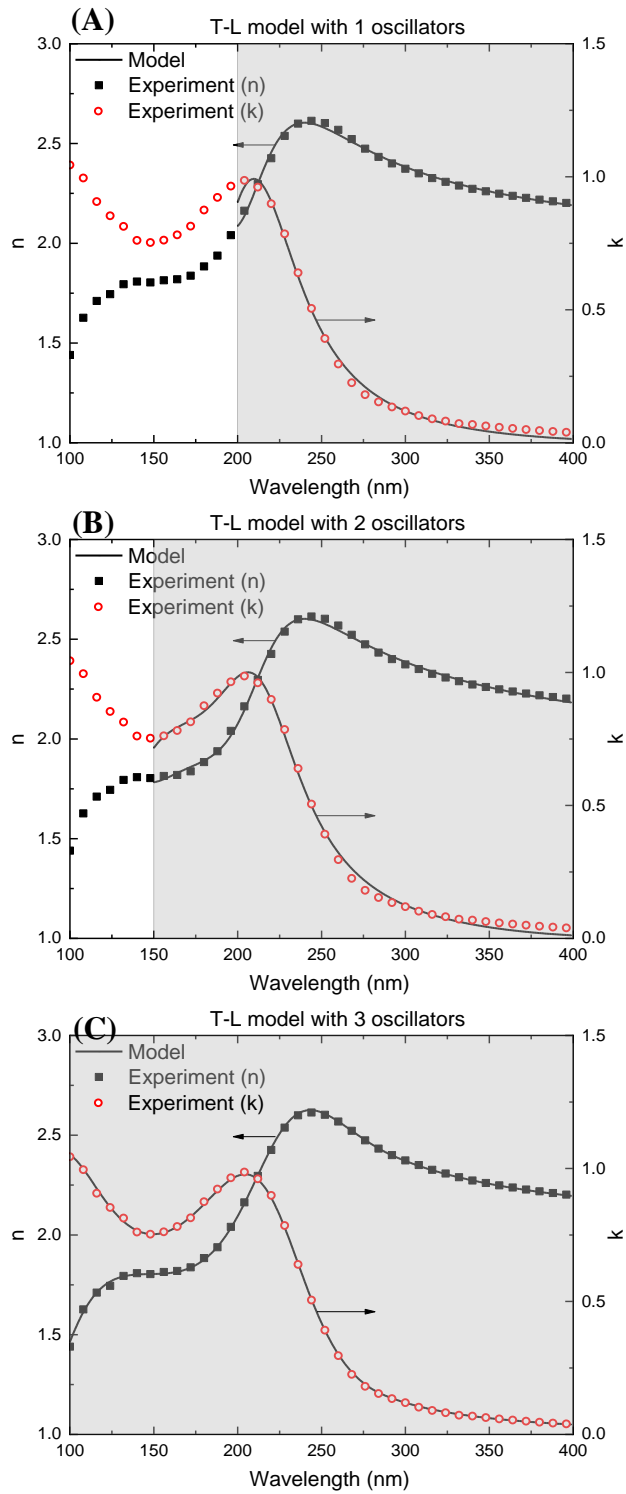 (A)
T-L model with 1 oscillators
3.0
2.5
2.0
1.5
1.0
n
Model
Experiment (n)
Experiment (k)
1.5
1.0
0.5
0.0
k
100 150 200 250 300 350 400
Wavelength (nm)
(B)
T-L model with 2 oscillators
3.0
2.5
2.0
1.5
1.0
n
Model
Experiment (n)
Experiment (k)
1.5
1.0
0.5
0.0
k
100 150 200 250 300 350 400
Wavelength (nm)
(C)
T-L model with 3 oscillators
3.0
2.5
2.0
1.5
1.0
n
Model
Experiment (n)
Experiment (k)
1.5
1.0
0.5
0.0
k
100 150 200 250 300 350 400
Wavelength (nm)